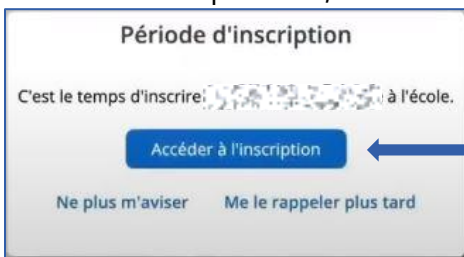 Période d'inscription
C'est le temps d'inscrire à l'école.
Accéder à l'inscription
Ne plus m'aviser Me le rappeler plus tard